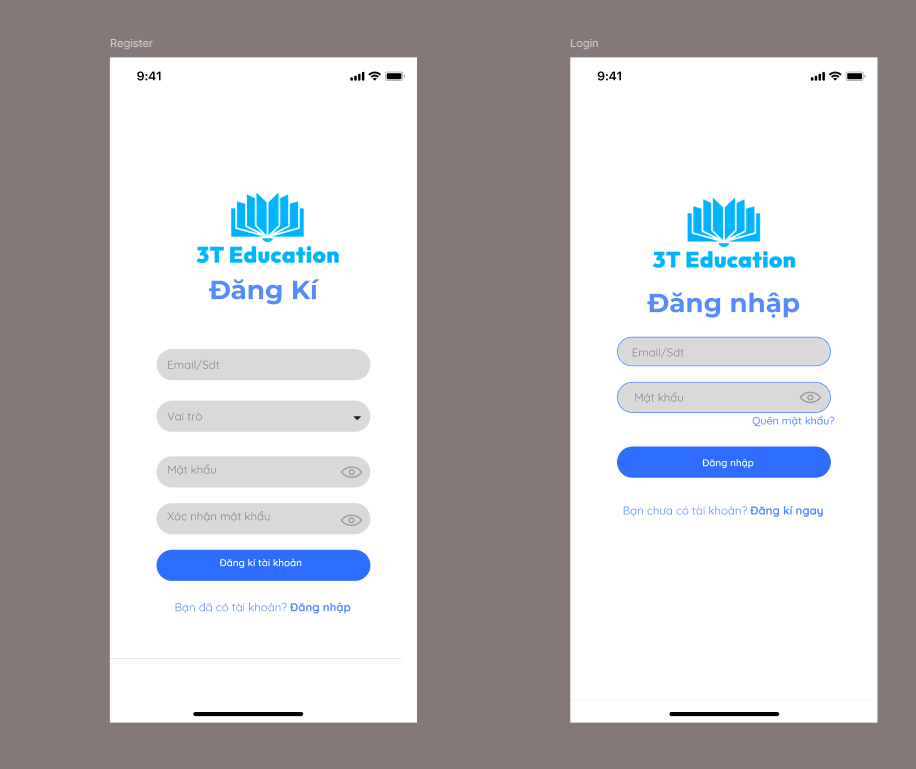 Register
9:41
3T Education
Đăng Kí
Email/Sdt
Vai trò
Mật khẩu
Xác nhận mật khẩu
Đăng kí tài khoản
Bạn đã có tài khoản? Đăng nhập
Login
9:41
3T Education
Đăng nhập
Email/Sdt
Mật khẩu
Quên mật khẩu?
Đăng nhập
Bạn chưa có tài khoản? Đăng kí ngay